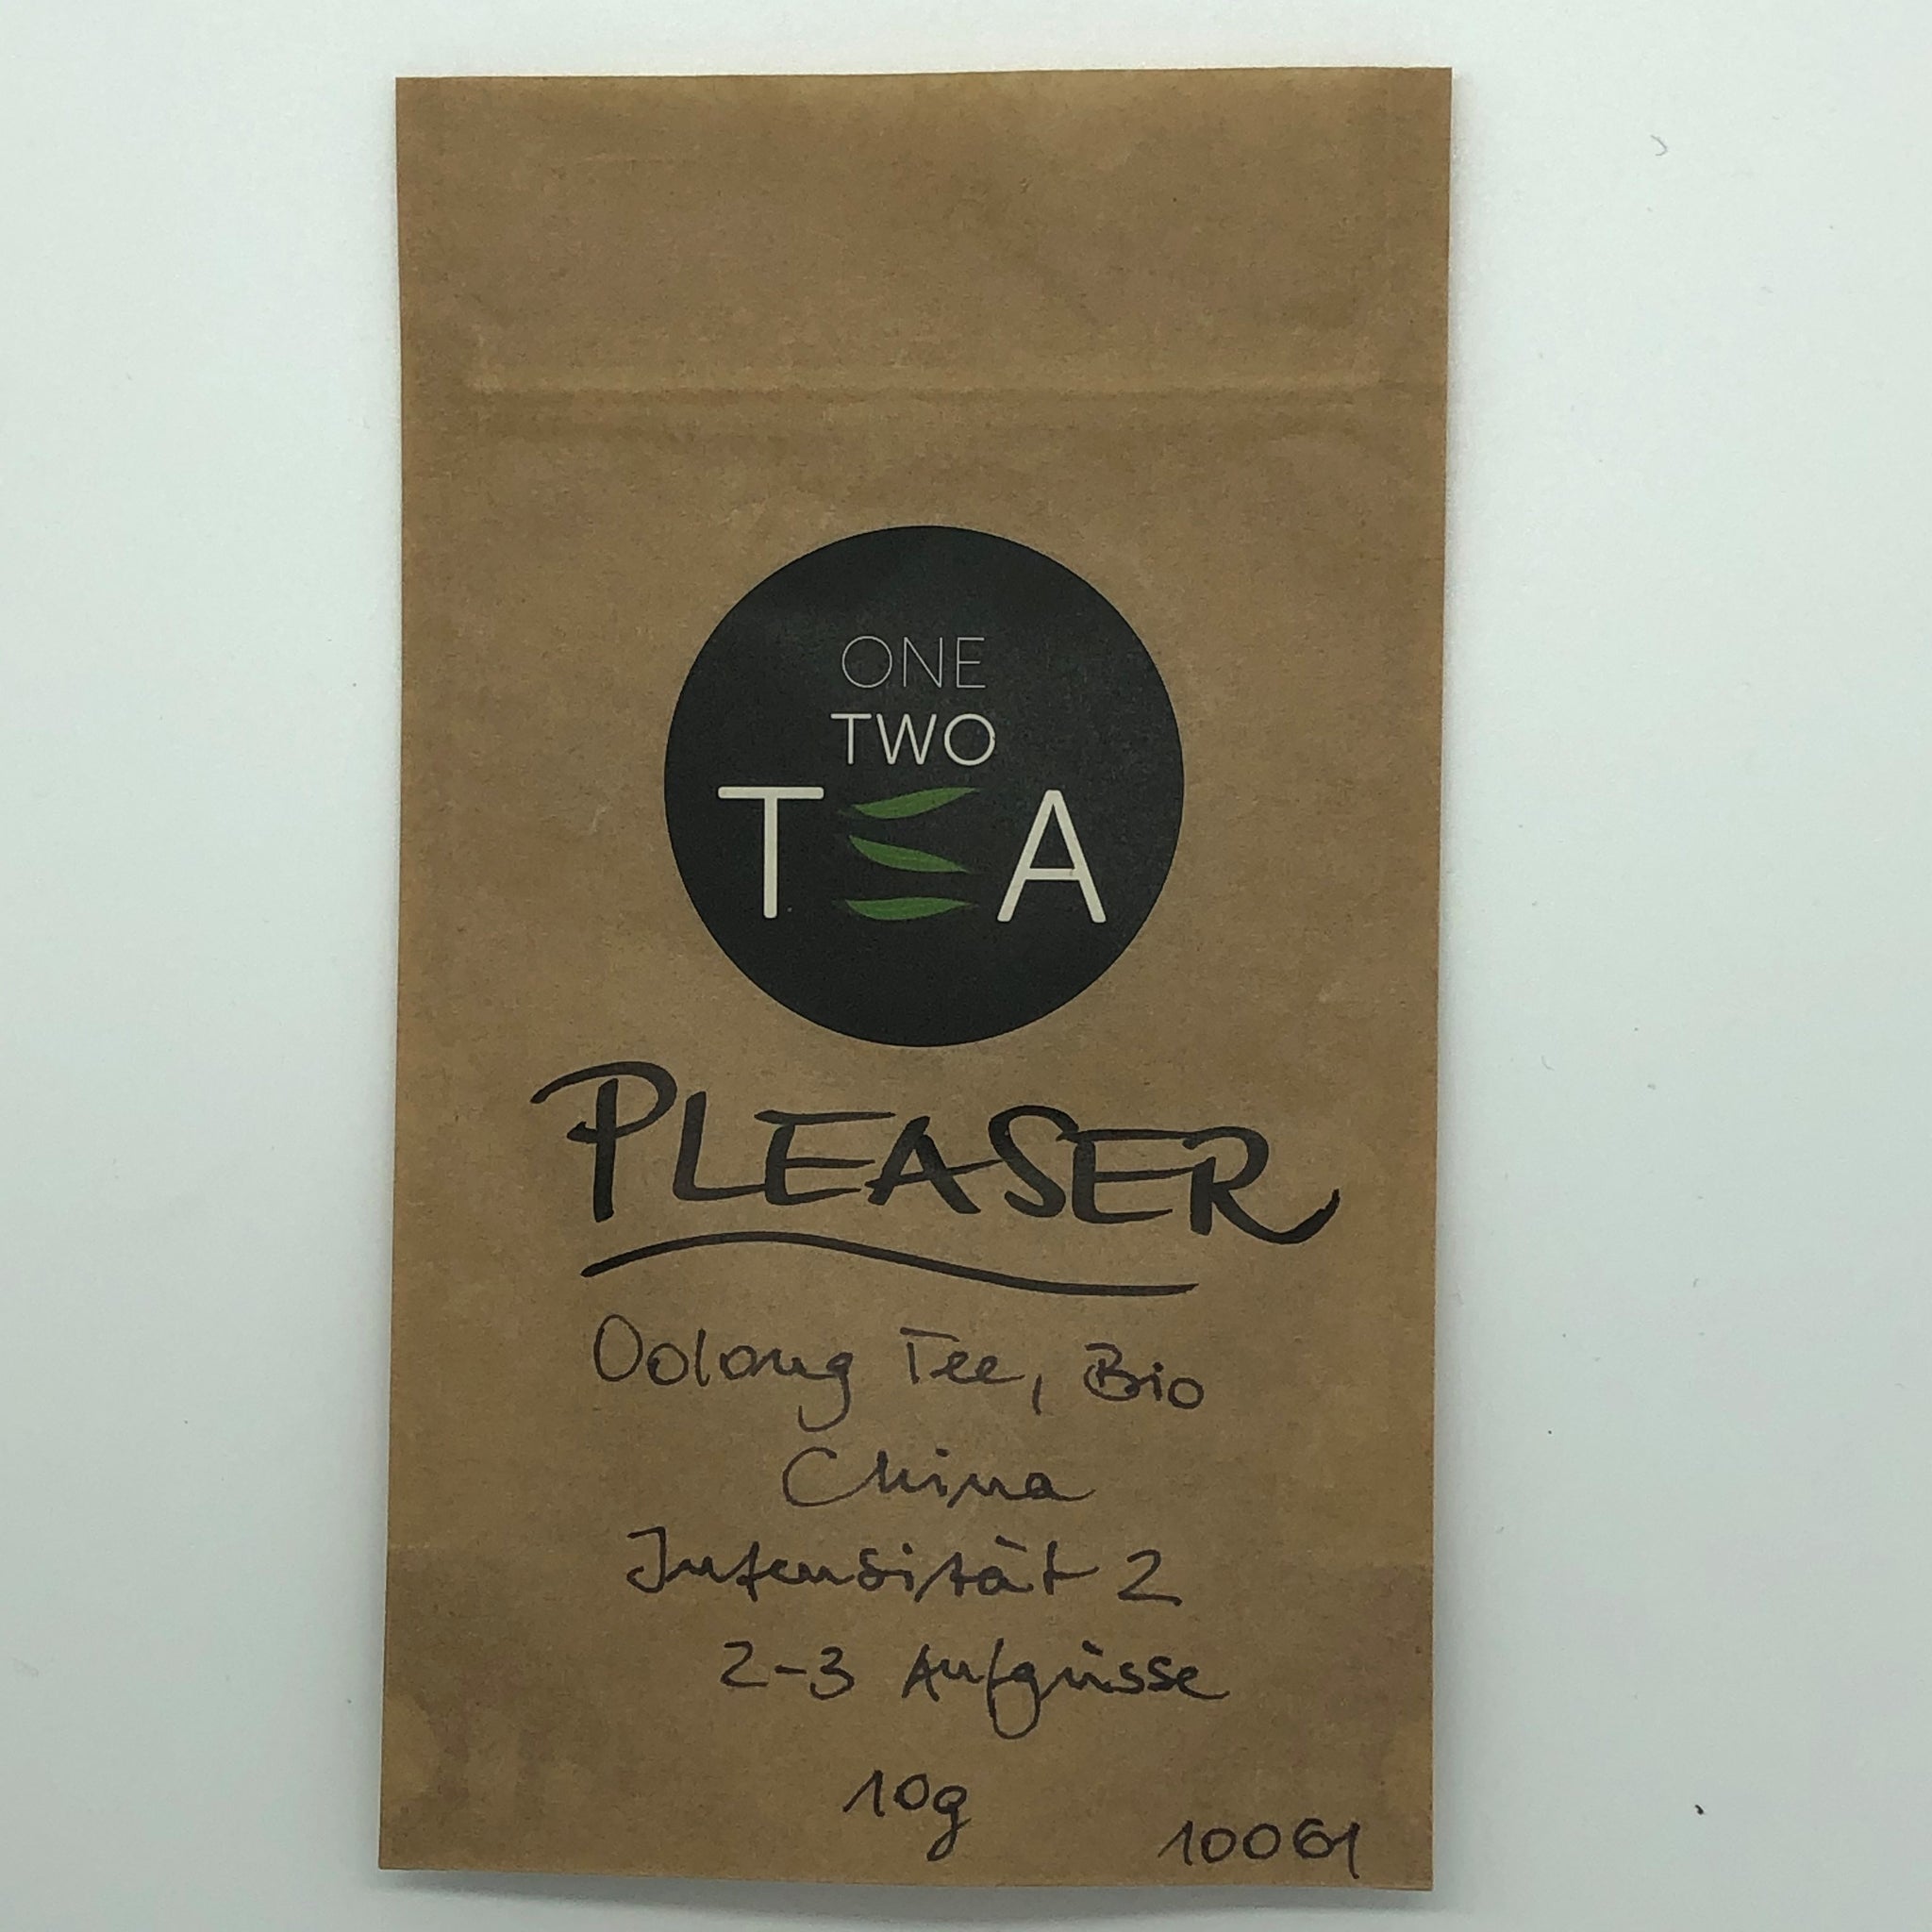 ONE
TWO
TEA
PLEASER
Oolong Tee, Bio
China
Intensität 2
2-3 Aufgüsse
10g
10061